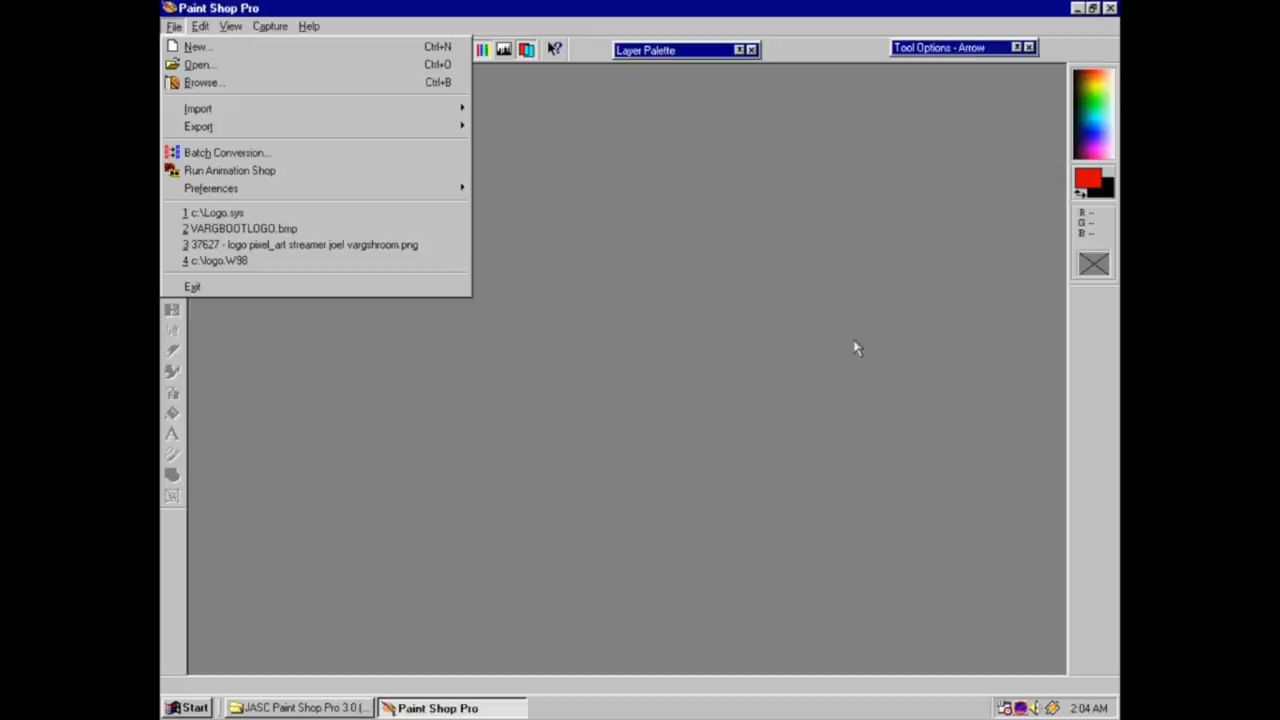 Paint Shop Pro
File Edit View Capture Help
New... Ctrl+N
Open... Ctrl+O
Browse... Ctrl+B
Import
Export
Batch Conversion...
Run Animation Shop
Preferences
1 c:\Logo.sys
2 VARGBOOTLOGO.bmp
3 37627 - logo pixel_art streamer joel vargshroom.png
4 c:\logo.W98
Exit
Layer Palette
Tool Options - Arrow
R --
G --
B --
A
Start
JASC Paint Shop Pro 3.0 (...
Paint Shop Pro
2:04 AM